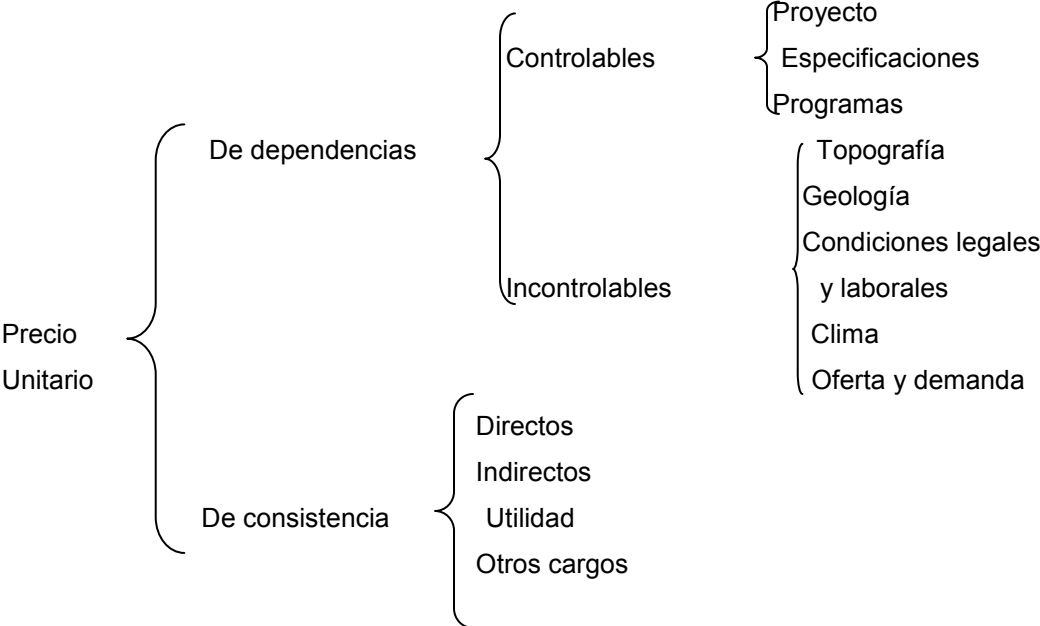 Proyecto
Controlables
Especificaciones
Programas
De dependencias
Topografía
Geología
Condiciones legales
Incontrolables
y laborales
Precio
Clima
Unitario
Oferta y demanda
Directos
Indirectos
De consistencia
Utilidad
Otros cargos